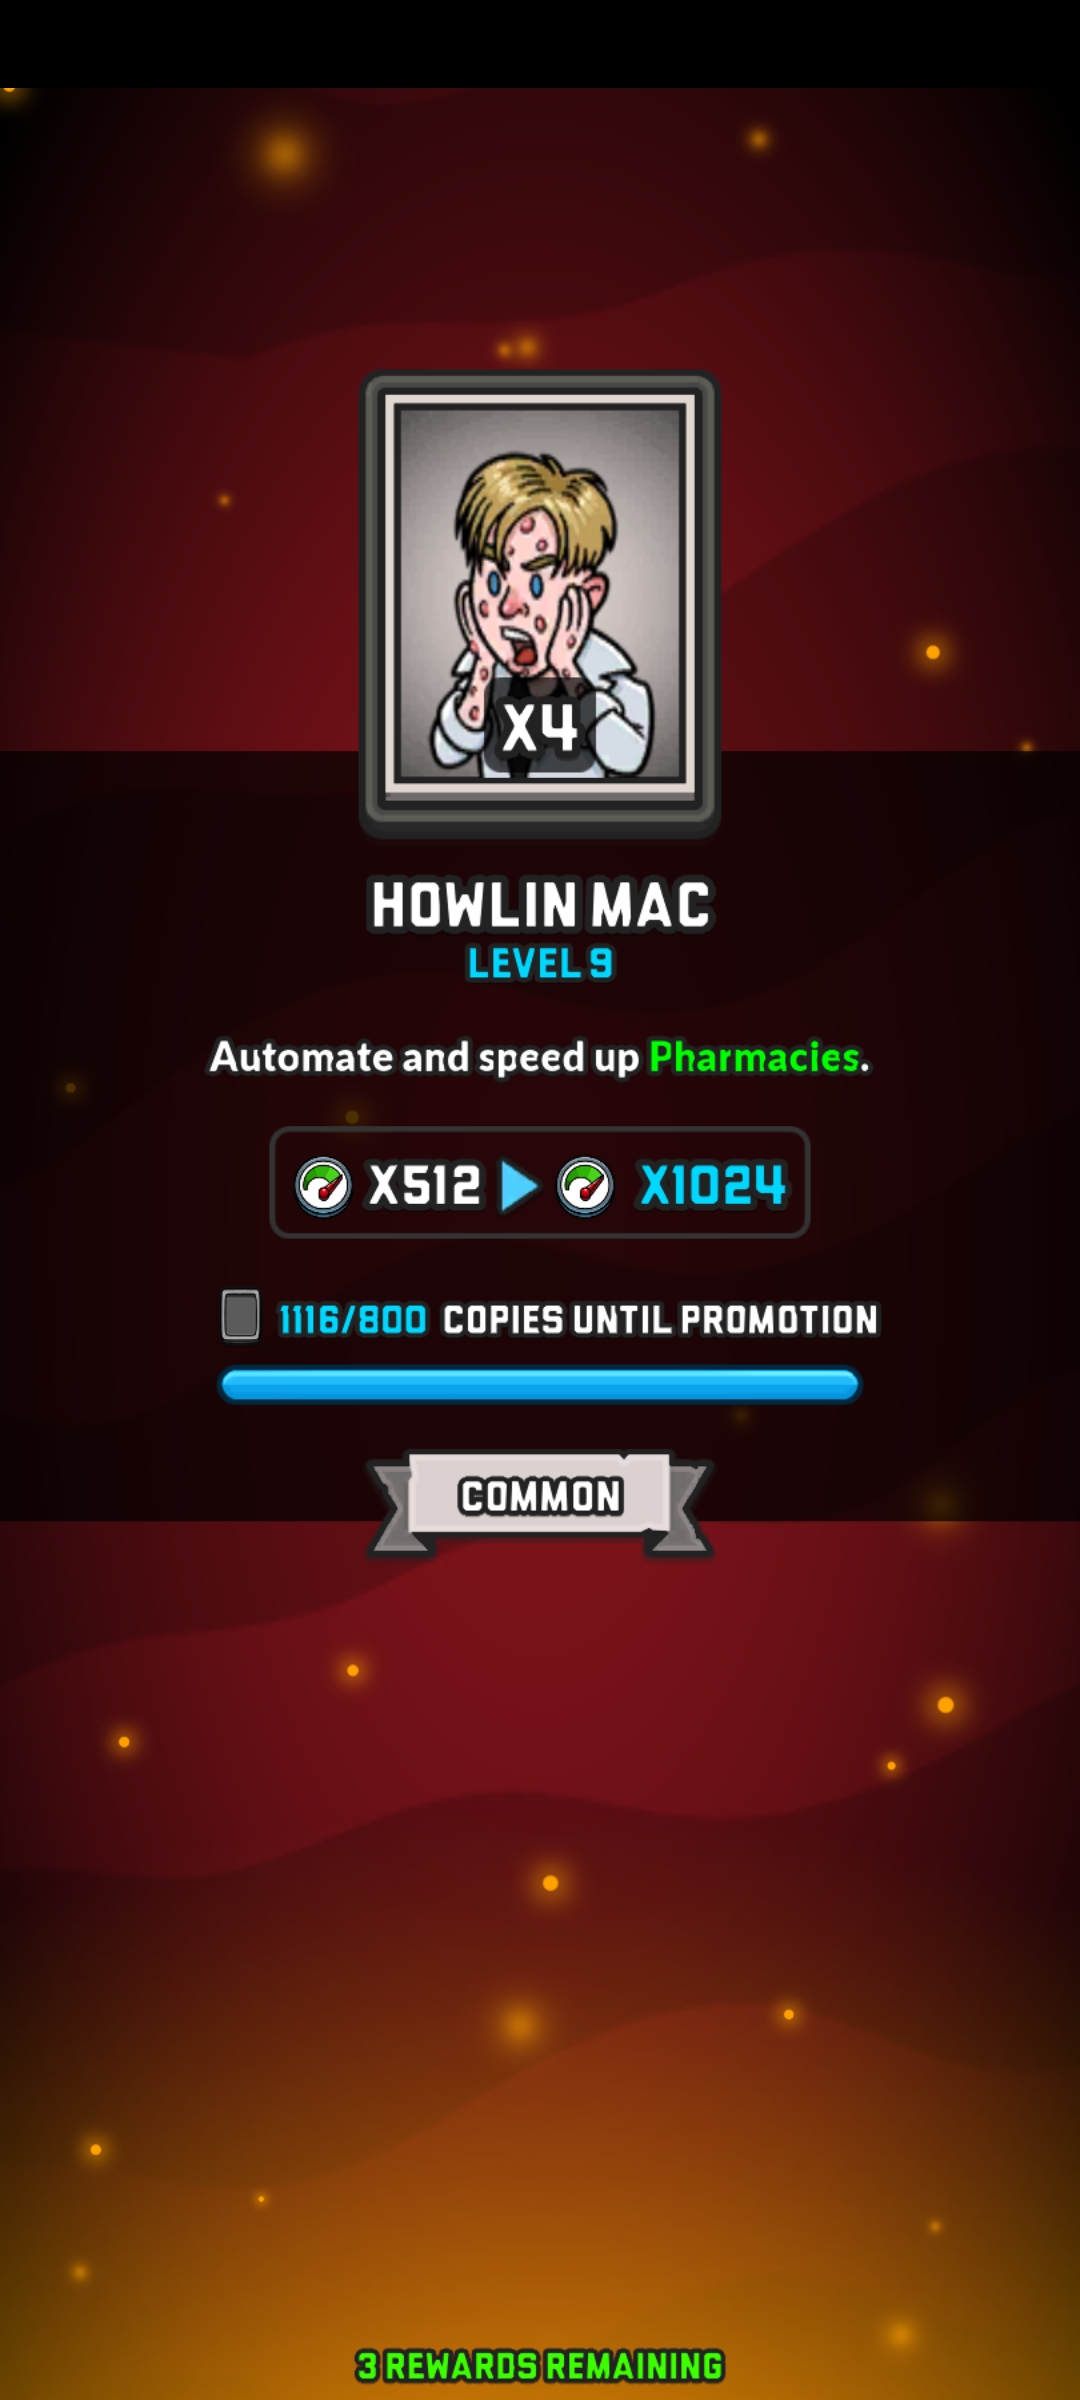 X4
HOWLIN MAC
LEVEL 9
Automate and speed up Pharmacies.
X512 X1024
1116/800 COPIES UNTIL PROMOTION
COMMON
3 REWARDS REMAINING